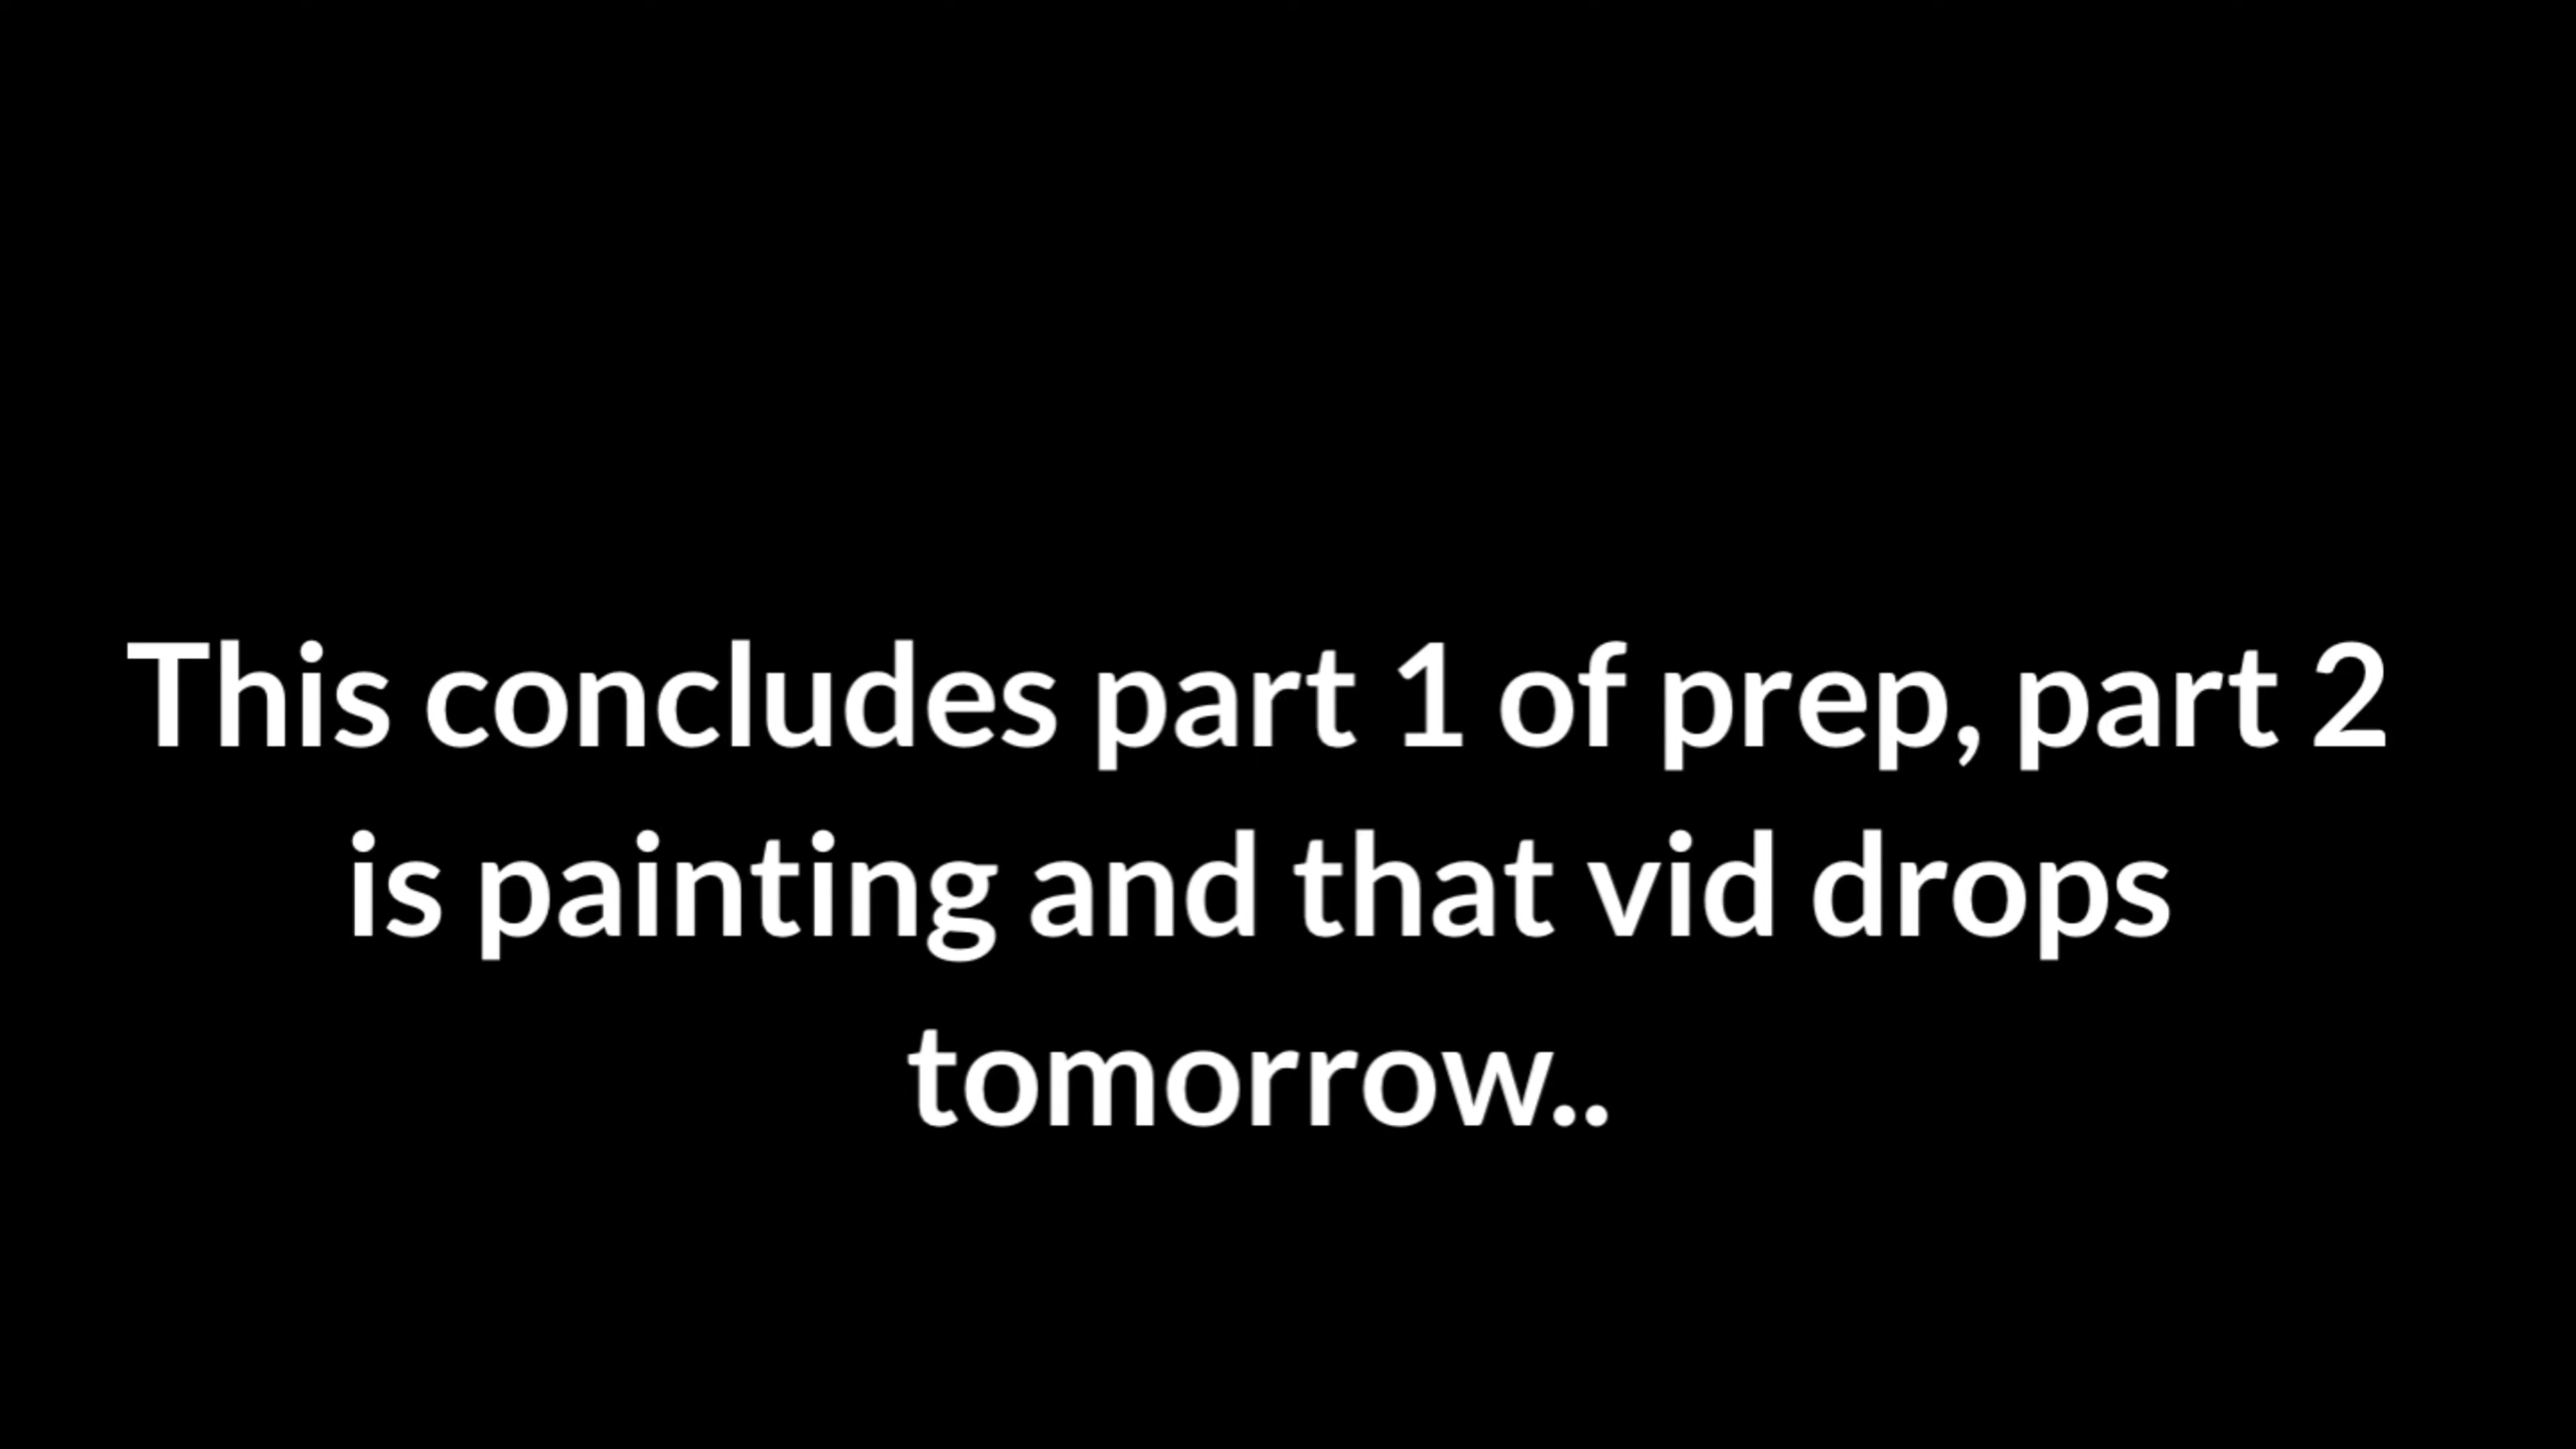 This concludes part 1 of prep, part 2
is painting and that vid drops
tomorrow..